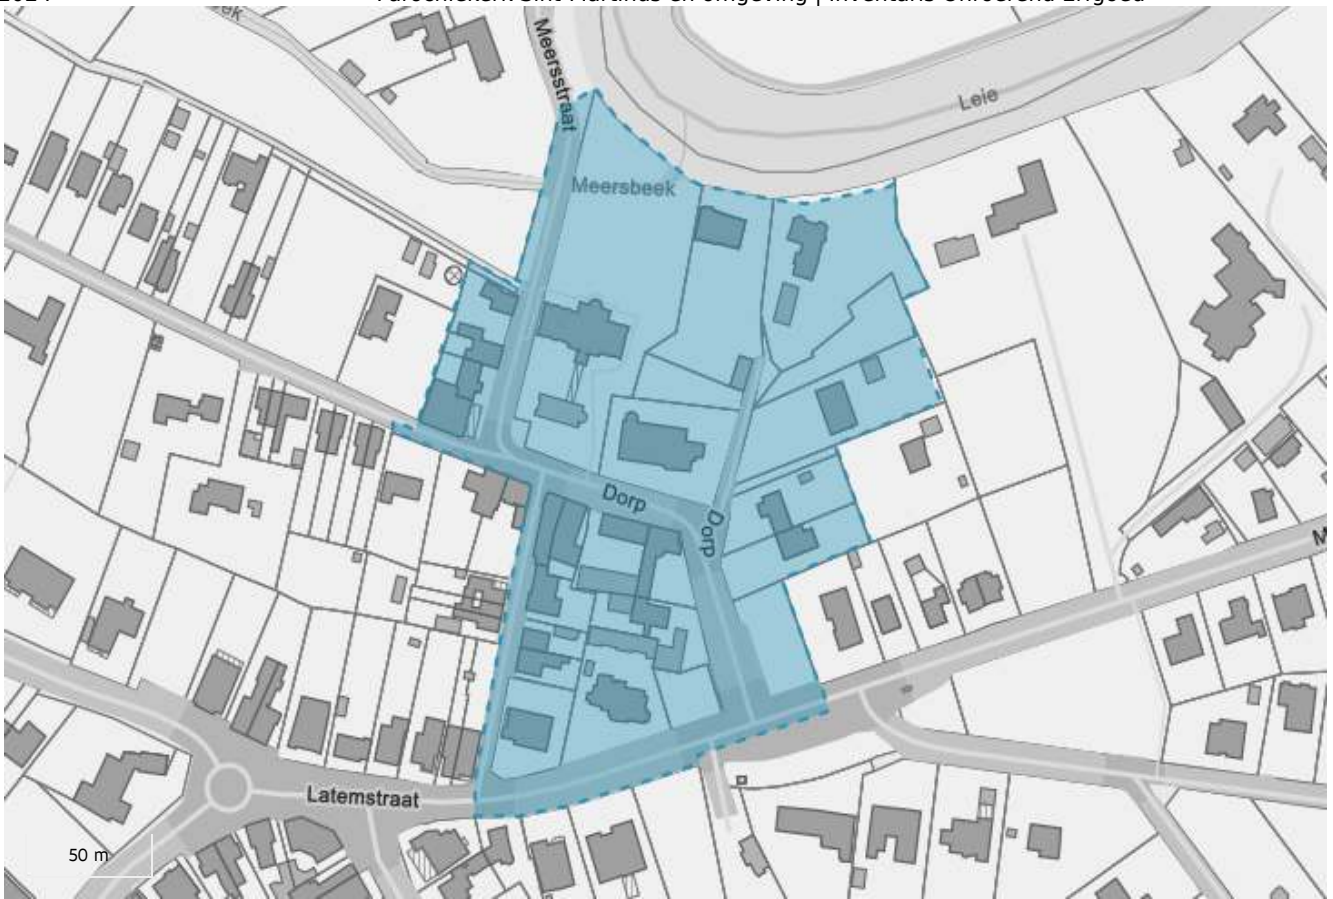 Parochiekerk Sint-Martinus en omgeving | Inventaris Onroerend Erfgoed
Meersstraat
Leie
Meersbeek
Dorp
Dorp
Latemstraat
50 m